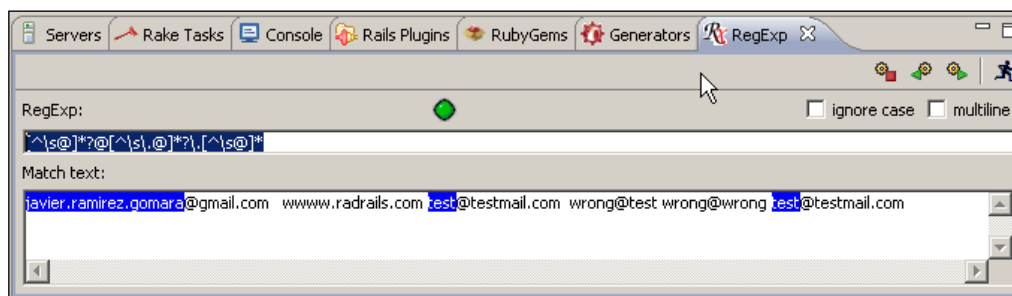 Servers Rake Tasks Console Rails Plugins RubyGems Generators RegExp
RegExp: ignore case multiline
[^\s@]*?@[^\s\.@]*?\.[^\s@]*
Match text:
javier.ramirez.gomara@gmail.com wwww.radrails.com test@testmail.com wrong@test wrong@wrong test@testmail.com